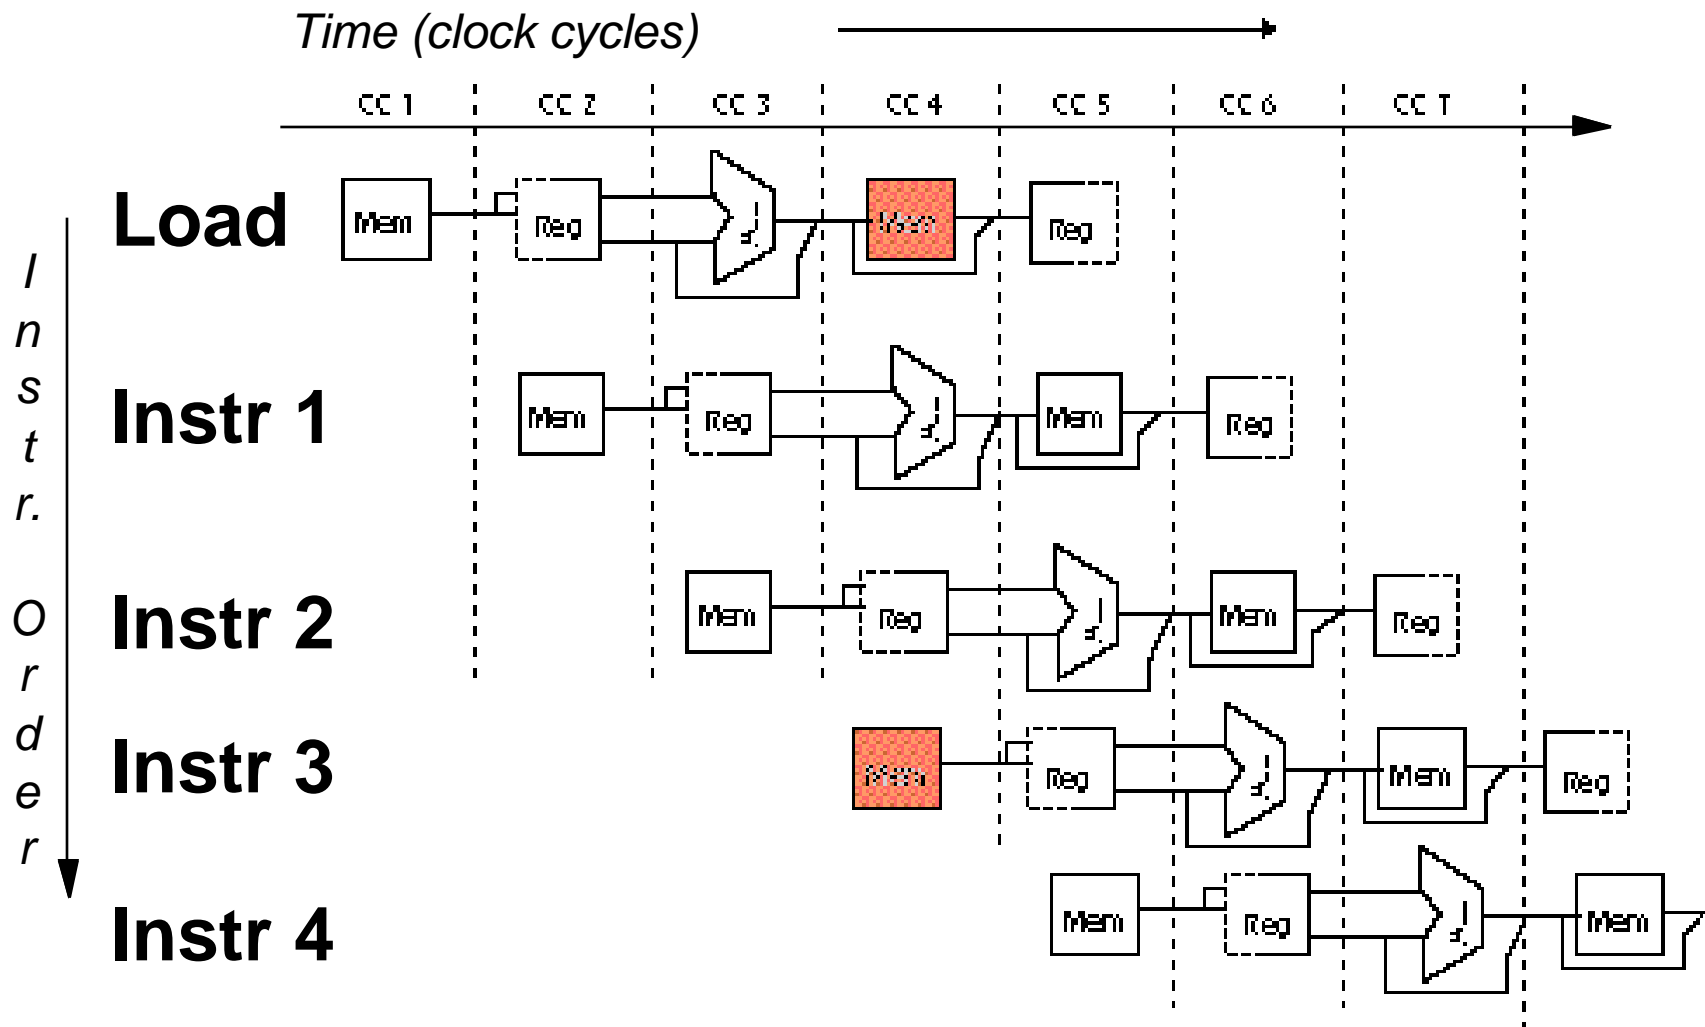 Time (clock cycles)
CC 1 CC 2 CC 3 CC 4 CC 5 CC 6 CC 7
Instr. Order
Load Mem Reg Mem Reg
Instr 1 Mem Reg Mem Reg
Instr 2 Mem Reg Mem Reg
Instr 3 Mem Reg Mem Reg
Instr 4 Mem Reg Mem